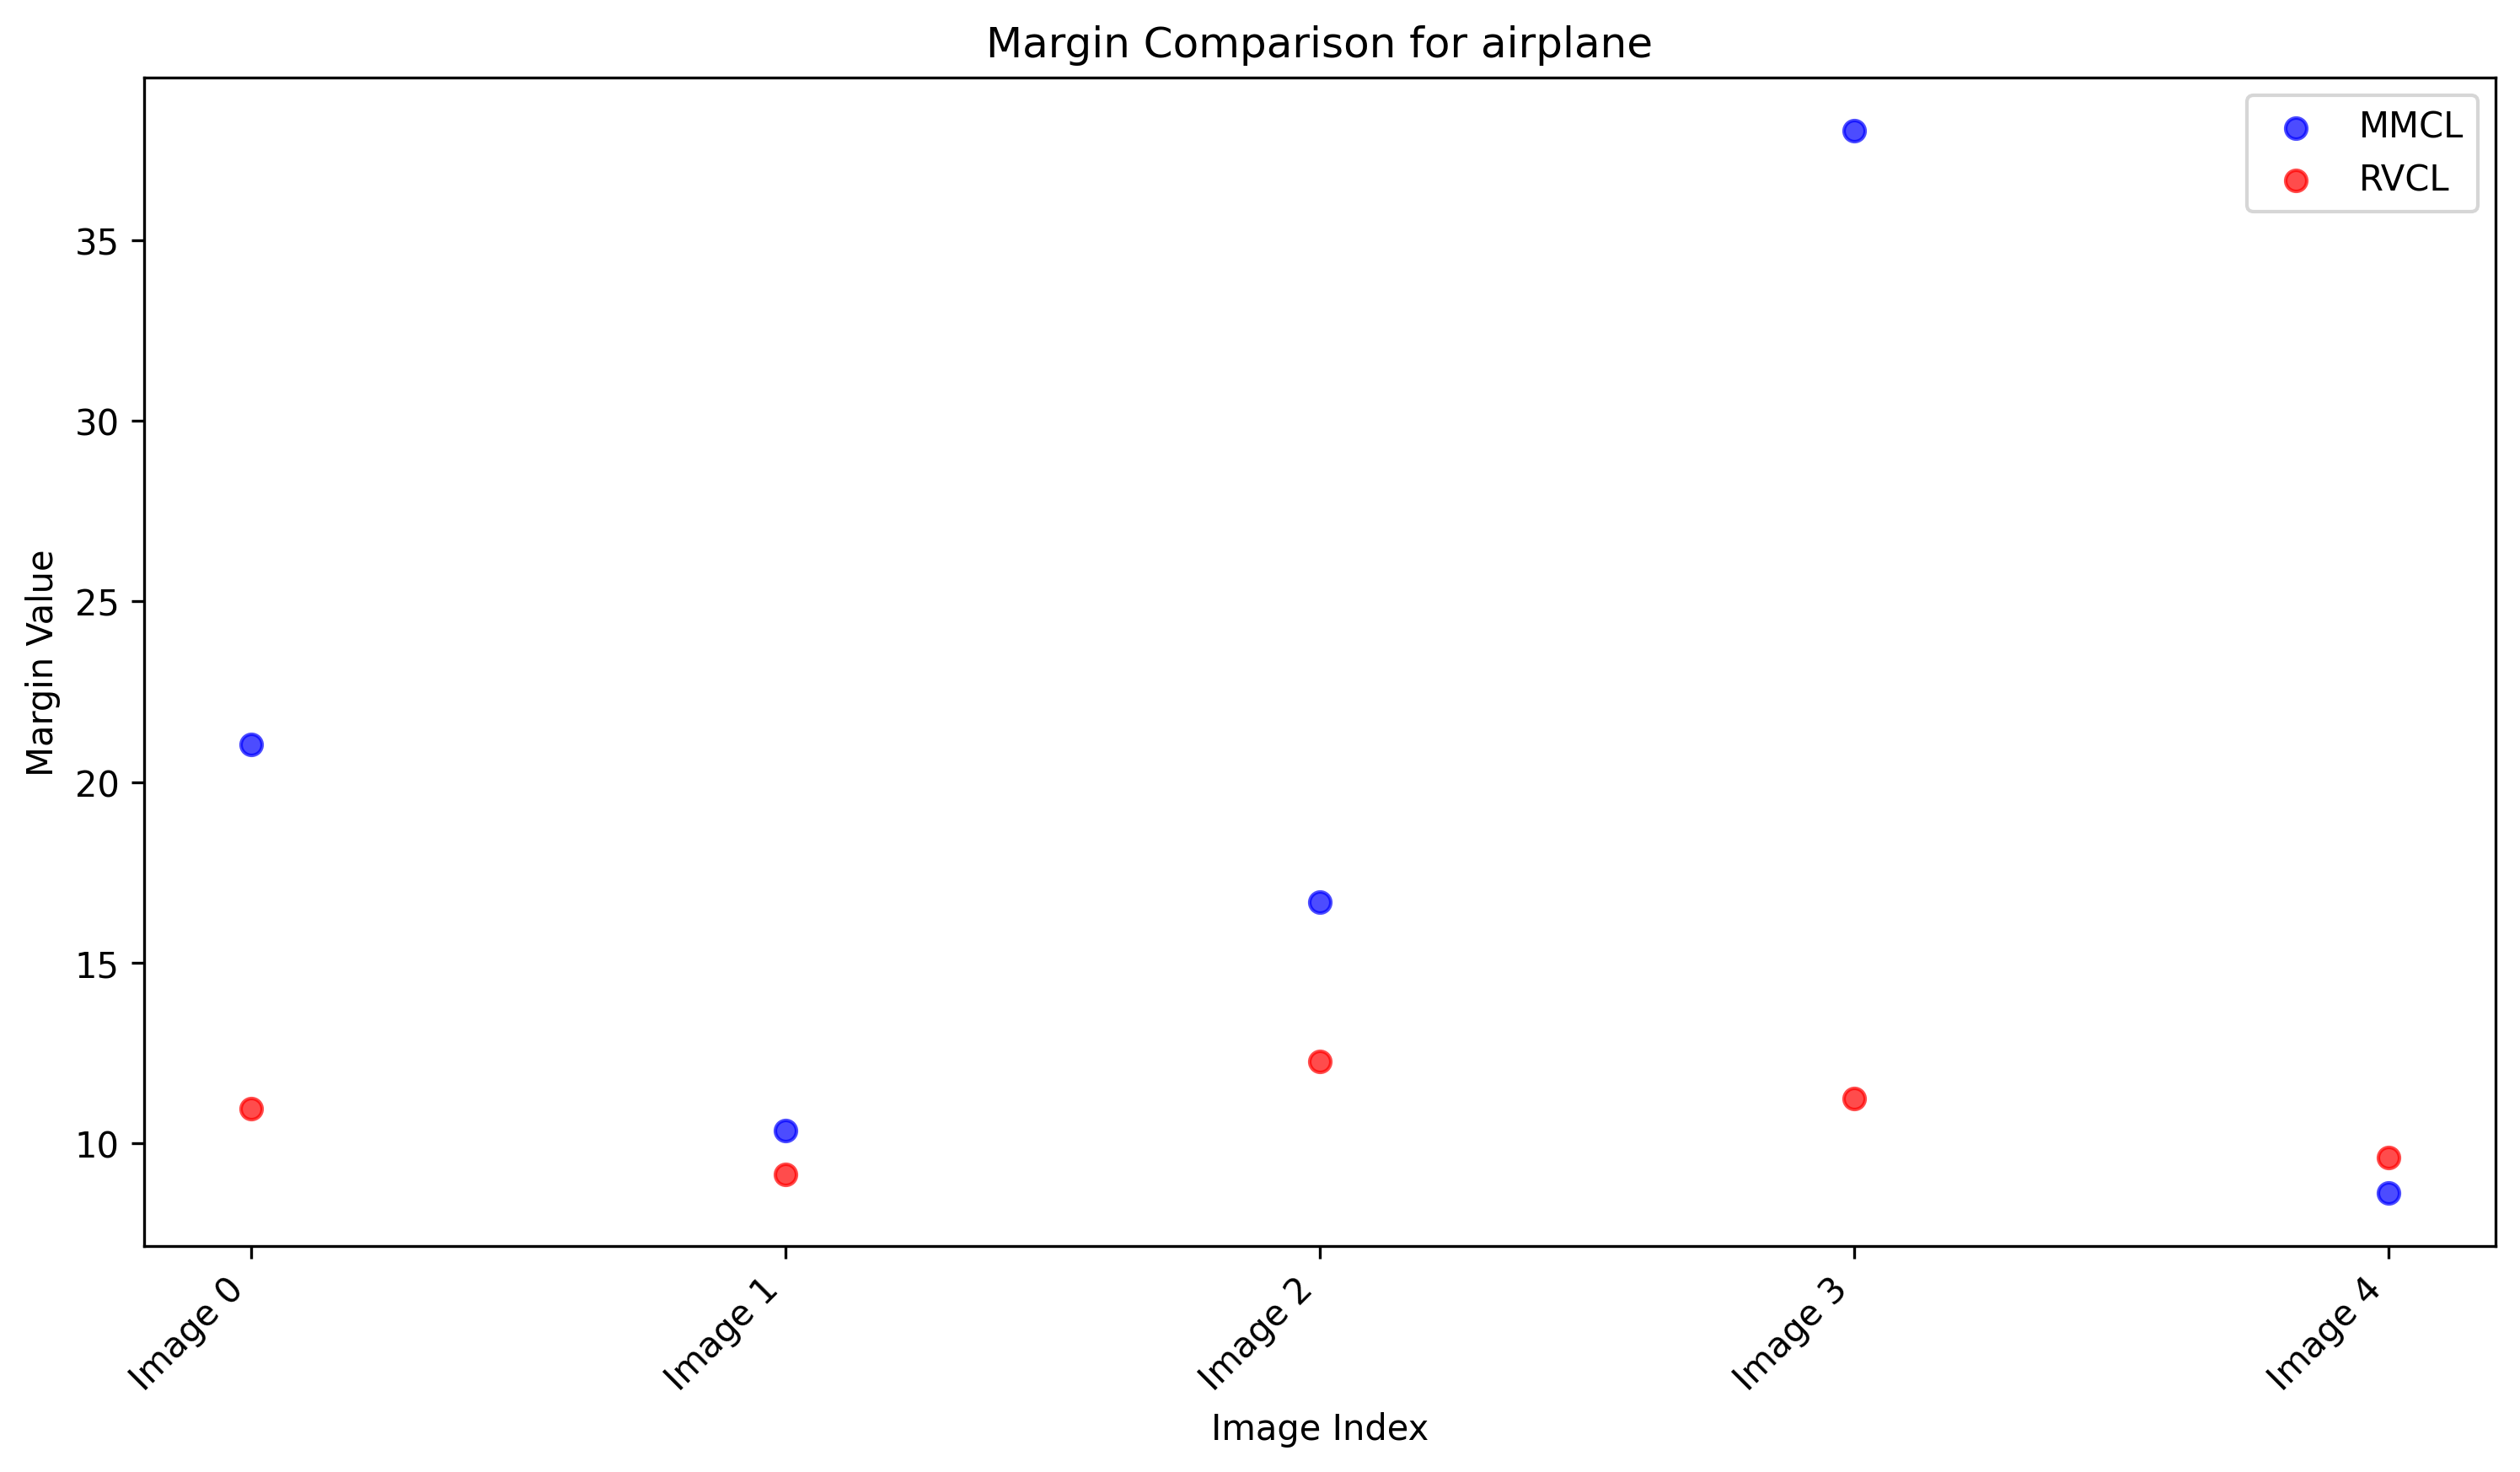 Margin Comparison for airplane
MMCL
RVCL
Margin Value
35
30
25
20
15
10
Image 0
Image 1
Image 2
Image 3
Image 4
Image Index